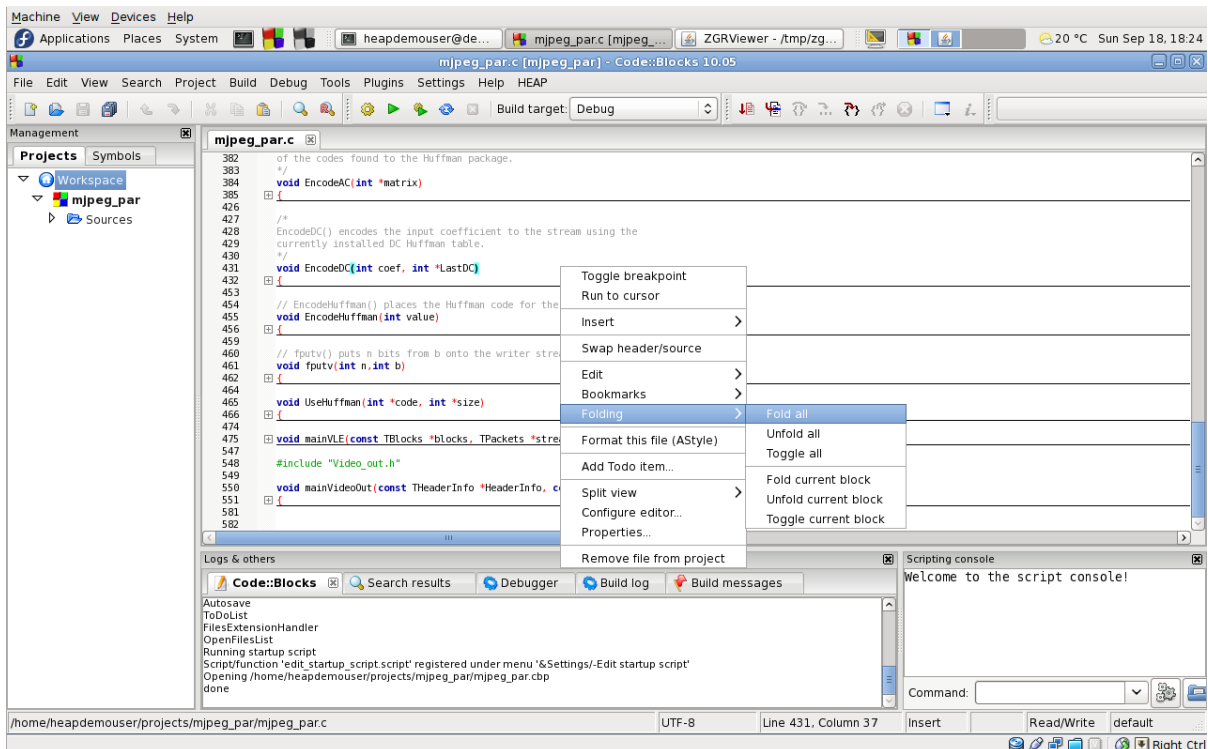 Machine View Devices Help
Applications Places System heapdemouser@de... mjpeg_par.c [mjpeg_... ZGRViewer - /tmp/zg... 20 °C Sun Sep 18, 18:24
mjpeg_par.c [mjpeg_par] - Code::Blocks 10.05
File Edit View Search Project Build Debug Tools Plugins Settings Help HEAP
Build target: Debug
Management
Projects Symbols
Workspace
mjpeg_par
Sources
mjpeg_par.c
382 of the codes found to the Huffman package.
383 */
384 void EncodeAC(int *matrix)
385 {
426
427 /*
428 EncodeDC() encodes the input coefficient to the stream using the
429 currently installed DC Huffman table.
430 */
431 void EncodeDC(int coef, int *LastDC)
432 {
453
454 // EncodeHuffman() places the Huffman code for the
455 void EncodeHuffman(int value)
456 {
459
460 // fputv() puts n bits from b onto the writer strea
461 void fputv(int n,int b)
462 {
464
465 void UseHuffman(int *code, int *size)
466 {
474
475 void mainVLE(const TBlocks *blocks, TPackets *strea
547
548 #include "Video_out.h"
549
550 void mainVideoOut(const THeaderInfo *HeaderInfo, co
551 {
581
582
Toggle breakpoint
Run to cursor
Insert
Swap header/source
Edit
Bookmarks
Folding
Format this file (AStyle)
Add Todo item...
Split view
Configure editor...
Properties...
Remove file from project
Fold all
Unfold all
Toggle all
Fold current block
Unfold current block
Toggle current block
Logs & others
Code::Blocks Search results Debugger Build log Build messages
Autosave
ToDoList
FilesExtensionHandler
OpenFilesList
Running startup script
Script/function 'edit_startup_script.script' registered under menu '&Settings/-Edit startup script'
Opening /home/heapdemouser/projects/mjpeg_par/mjpeg_par.cbp
done
Scripting console
Welcome to the script console!
Command:
/home/heapdemouser/projects/mjpeg_par/mjpeg_par.c UTF-8 Line 431, Column 37 Insert Read/Write default
Right Ctrl